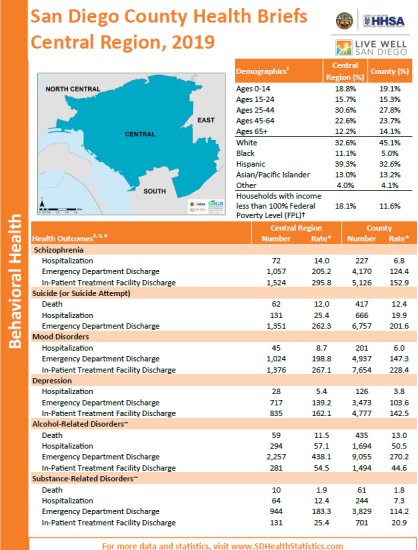 San Diego County Health Briefs
Central Region, 2019
HHSA
LIVE WELL
SAN DIEGO
NORTH CENTRAL
EAST
CENTRAL
SOUTH
Demographics¹ Central Region (%) County (%)
Ages 0-14 18.8% 19.1%
Ages 15-24 15.7% 15.3%
Ages 25-44 30.6% 27.8%
Ages 45-64 22.6% 23.7%
Ages 65+ 12.2% 14.1%
White 32.6% 45.1%
Black 11.1% 5.0%
Hispanic 39.3% 32.6%
Asian/Pacific Islander 13.0% 13.2%
Other 4.0% 4.1%
Households with income
less than 100% Federal 18.1% 11.6%
Poverty Level (FPL)†
Behavioral Health
Central Region County
Health Outcomes²˒ ³˒ ⁴ Number Rate* Number Rate*
Schizophrenia
Hospitalization 72 14.0 227 6.8
Emergency Department Discharge 1,057 205.2 4,170 124.4
In-Patient Treatment Facility Discharge 1,524 295.8 5,126 152.9
Suicide (or Suicide Attempt)
Death 62 12.0 417 12.4
Hospitalization 131 25.4 666 19.9
Emergency Department Discharge 1,351 262.3 6,757 201.6
Mood Disorders
Hospitalization 45 8.7 201 6.0
Emergency Department Discharge 1,024 198.8 4,937 147.3
In-Patient Treatment Facility Discharge 1,376 267.1 7,654 228.4
Depression
Hospitalization 28 5.4 126 3.8
Emergency Department Discharge 717 139.2 3,473 103.6
In-Patient Treatment Facility Discharge 835 162.1 4,777 142.5
Alcohol-Related Disorders~
Death 59 11.5 435 13.0
Hospitalization 294 57.1 1,694 50.5
Emergency Department Discharge 2,257 438.1 9,055 270.2
In-Patient Treatment Facility Discharge 281 54.5 1,494 44.6
Substance-Related Disorders~
Death 10 1.9 61 1.8
Hospitalization 64 12.4 244 7.3
Emergency Department Discharge 944 183.3 3,829 114.2
In-Patient Treatment Facility Discharge 131 25.4 701 20.9
For more data and statistics, visit www.SDHealthStatistics.com